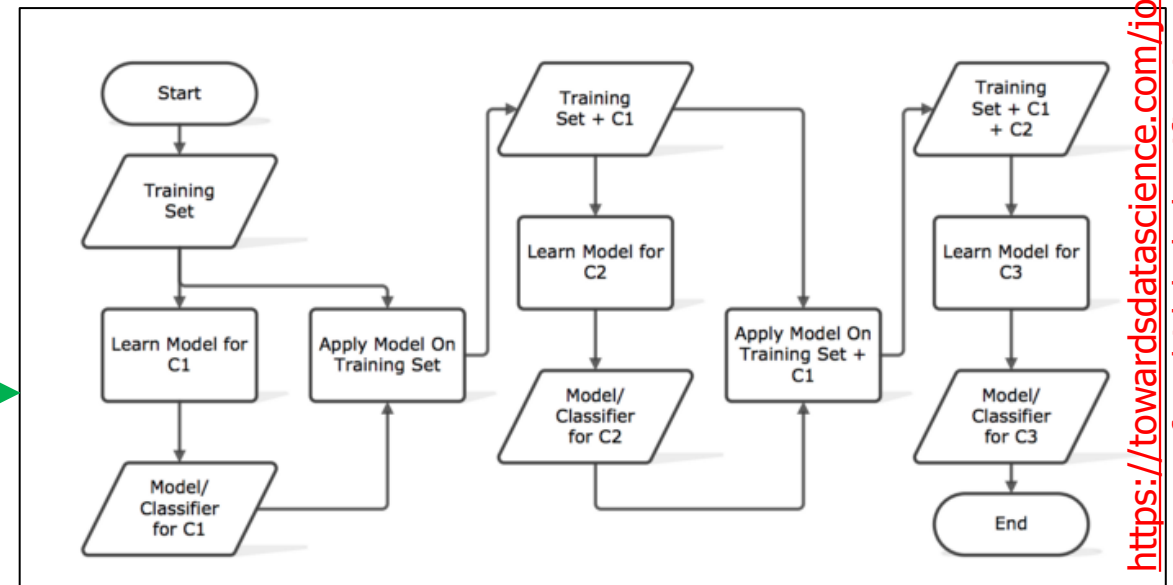 Start
Training
Set
Learn Model for
C1
Model/
Classifier
for C1
Apply Model On
Training Set
Training
Set + C1
Learn Model for
C2
Model/
Classifier
for C2
Apply Model On
Training Set +
C1
Training
Set + C1
+ C2
Learn Model for
C3
Model/
Classifier
for C3
End
https://towardsdatascience.com/jo